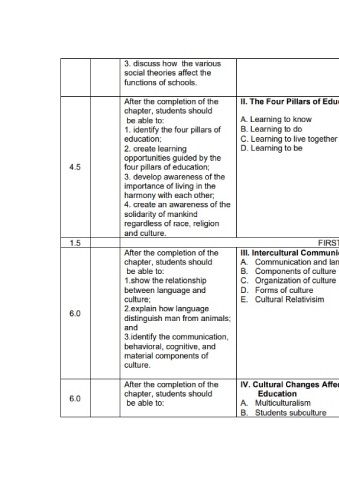 3. discuss how the various
social theories affect the
functions of schools.
4.5
After the completion of the
chapter, students should
be able to:
1. identify the four pillars of
education;
2. create learning
opportunities guided by the
four pillars of education;
3. develop awareness of the
importance of living in the
harmony with each other;
4. create an awareness of the
solidarity of mankind
regardless of race, religion
and culture.
II. The Four Pillars of Edu
A. Learning to know
B. Learning to do
C. Learning to live together
D. Learning to be
1.5
FIRST
6.0
After the completion of the
chapter, students should
be able to:
1.show the relationship
between language and
culture;
2.explain how language
distinguish man from animals;
and
3.identify the communication,
behavioral, cognitive, and
material components of
culture.
III. Intercultural Communi
A. Communication and lan
B. Components of culture
C. Organization of culture
D. Forms of culture
E. Cultural Relativisim
6.0
After the completion of the
chapter, students should
be able to:
IV. Cultural Changes Affe
Education
A. Multiculturalism
B. Students subculture